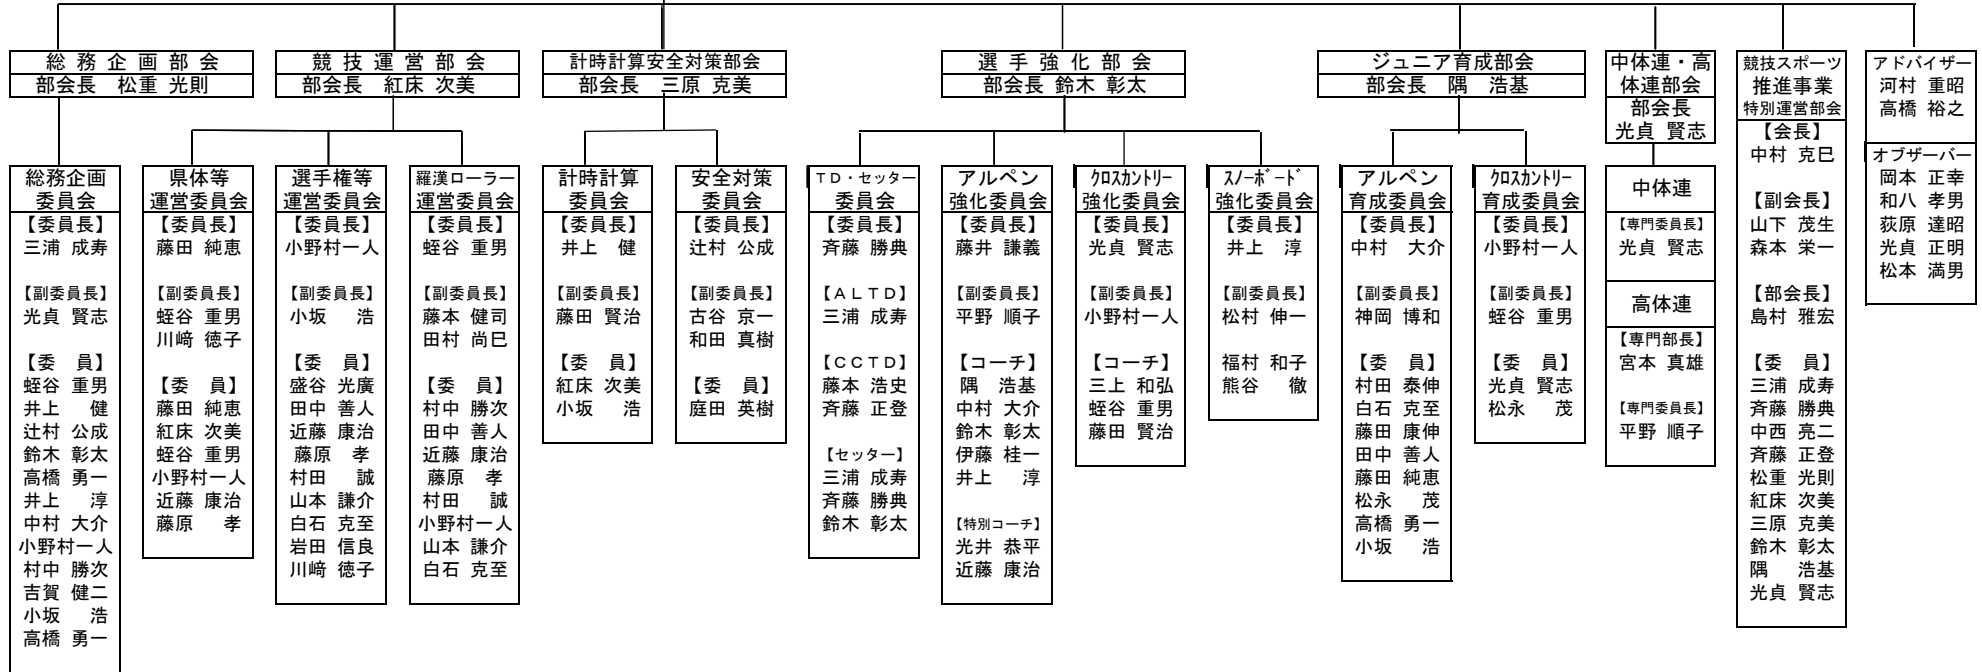 総務企画部会
部会長 松重 光則
競技運営部会
部会長 紅床 次美
計時計算安全対策部会
部会長 三原 克美
選手強化部会
部会長 鈴木 彰太
ジュニア育成部会
部会長 隅 浩基
中体連・高
体連部会
部会長
光貞 賢志
競技スポーツ
推進事業
特別運営部会
【会長】
中村 克巳
【副会長】
山下 茂生
森本 栄一
【部会長】
島村 雅宏
【委 員】
三浦 成寿
斉藤 勝典
中西 亮二
斉藤 正登
松重 光則
紅床 次美
三原 克美
鈴木 彰太
隅 浩基
光貞 賢志
アドバイザー
河村 重昭
高橋 裕之
オブザーバー
岡本 正幸
和八 孝男
荻原 達昭
光貞 正明
松本 満男
総務企画
委員会
【委員長】
三浦 成寿
【副委員長】
光貞 賢志
【委 員】
蛭谷 重男
井上 健
辻村 公成
鈴木 彰太
高橋 勇一
井上 淳
中村 大介
小野村一人
村中 勝次
吉賀 健二
小坂 浩
高橋 勇一
県体等
運営委員会
【委員長】
藤田 純恵
【副委員長】
蛭谷 重男
川﨑 徳子
【委 員】
藤田 純恵
紅床 次美
蛭谷 重男
小野村一人
近藤 康治
藤原 孝
選手権等
運営委員会
【委員長】
小野村一人
【副委員長】
小坂 浩
【委 員】
盛谷 光廣
田中 善人
近藤 康治
藤原 孝
村田 誠
山本 謙介
白石 克至
岩田 信良
川﨑 徳子
羅漢ローラー
運営委員会
【委員長】
蛭谷 重男
【副委員長】
藤本 健司
田村 尚巳
【委 員】
村中 勝次
田中 善人
近藤 康治
藤原 孝
村田 誠
小野村一人
山本 謙介
白石 克至
計時計算
委員会
【委員長】
井上 健
【副委員長】
藤田 賢治
【委 員】
紅床 次美
小坂 浩
安全対策
委員会
【委員長】
辻村 公成
【副委員長】
古谷 京一
和田 真樹
【委 員】
庭田 英樹
TD・セッター
委員会
【委員長】
斉藤 勝典
【ALTD】
三浦 成寿
【CCTD】
藤本 浩史
斉藤 正登
【セッター】
三浦 成寿
斉藤 勝典
鈴木 彰太
アルペン
強化委員会
【委員長】
藤井 謙義
【副委員長】
平野 順子
【コーチ】
隅 浩基
中村 大介
鈴木 彰太
伊藤 桂一
井上 淳
【特別コーチ】
光井 恭平
近藤 康治
クロスカントリー
強化委員会
【委員長】
光貞 賢志
【副委員長】
小野村一人
【コーチ】
三上 和弘
蛭谷 重男
藤田 賢治
スノーボード
強化委員会
【委員長】
井上 淳
【副委員長】
松村 伸一
福村 和子
熊谷 徹
アルペン
育成委員会
【委員長】
中村 大介
【副委員長】
神岡 博和
【委 員】
村田 泰伸
白石 克至
藤田 康伸
田中 善人
藤田 純恵
松永 茂
高橋 勇一
小坂 浩
クロスカントリー
育成委員会
【委員長】
小野村一人
【副委員長】
蛭谷 重男
【委 員】
光貞 賢志
松永 茂
中体連
【専門委員長】
光貞 賢志
高体連
【専門部長】
宮本 真雄
【専門委員長】
平野 順子